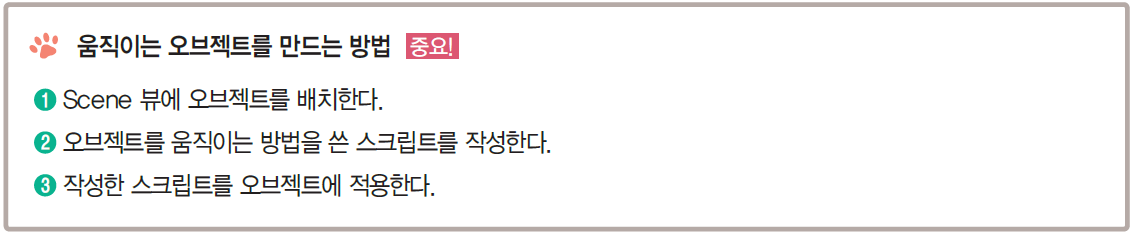 움직이는 오브젝트를 만드는 방법 중요!
❶ Scene 뷰에 오브젝트를 배치한다.
❷ 오브젝트를 움직이는 방법을 쓴 스크립트를 작성한다.
❸ 작성한 스크립트를 오브젝트에 적용한다.